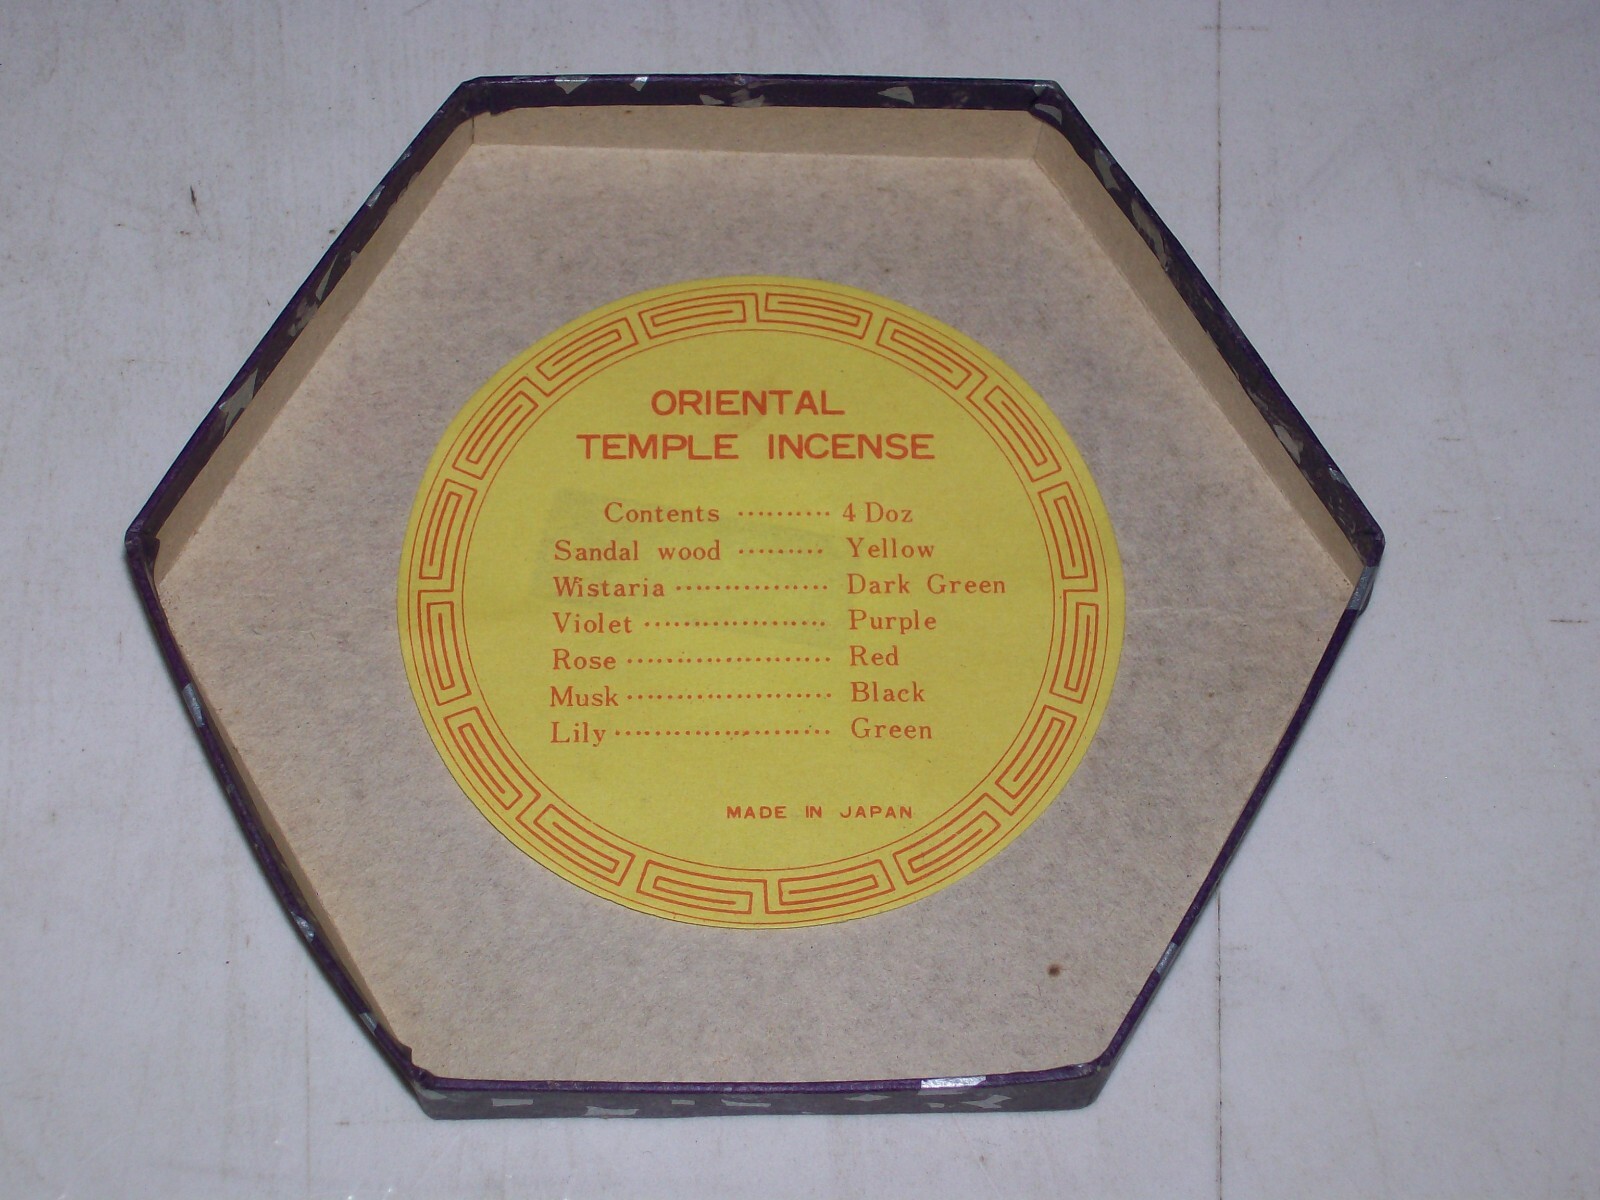 ORIENTAL
TEMPLE INCENSE
Contents ·········· 4 Doz
Sandal wood ········· Yellow
Wistaria ················ Dark Green
Violet ··················· Purple
Rose ····················· Red
Musk ····················· Black
Lily ······················ Green
MADE IN JAPAN